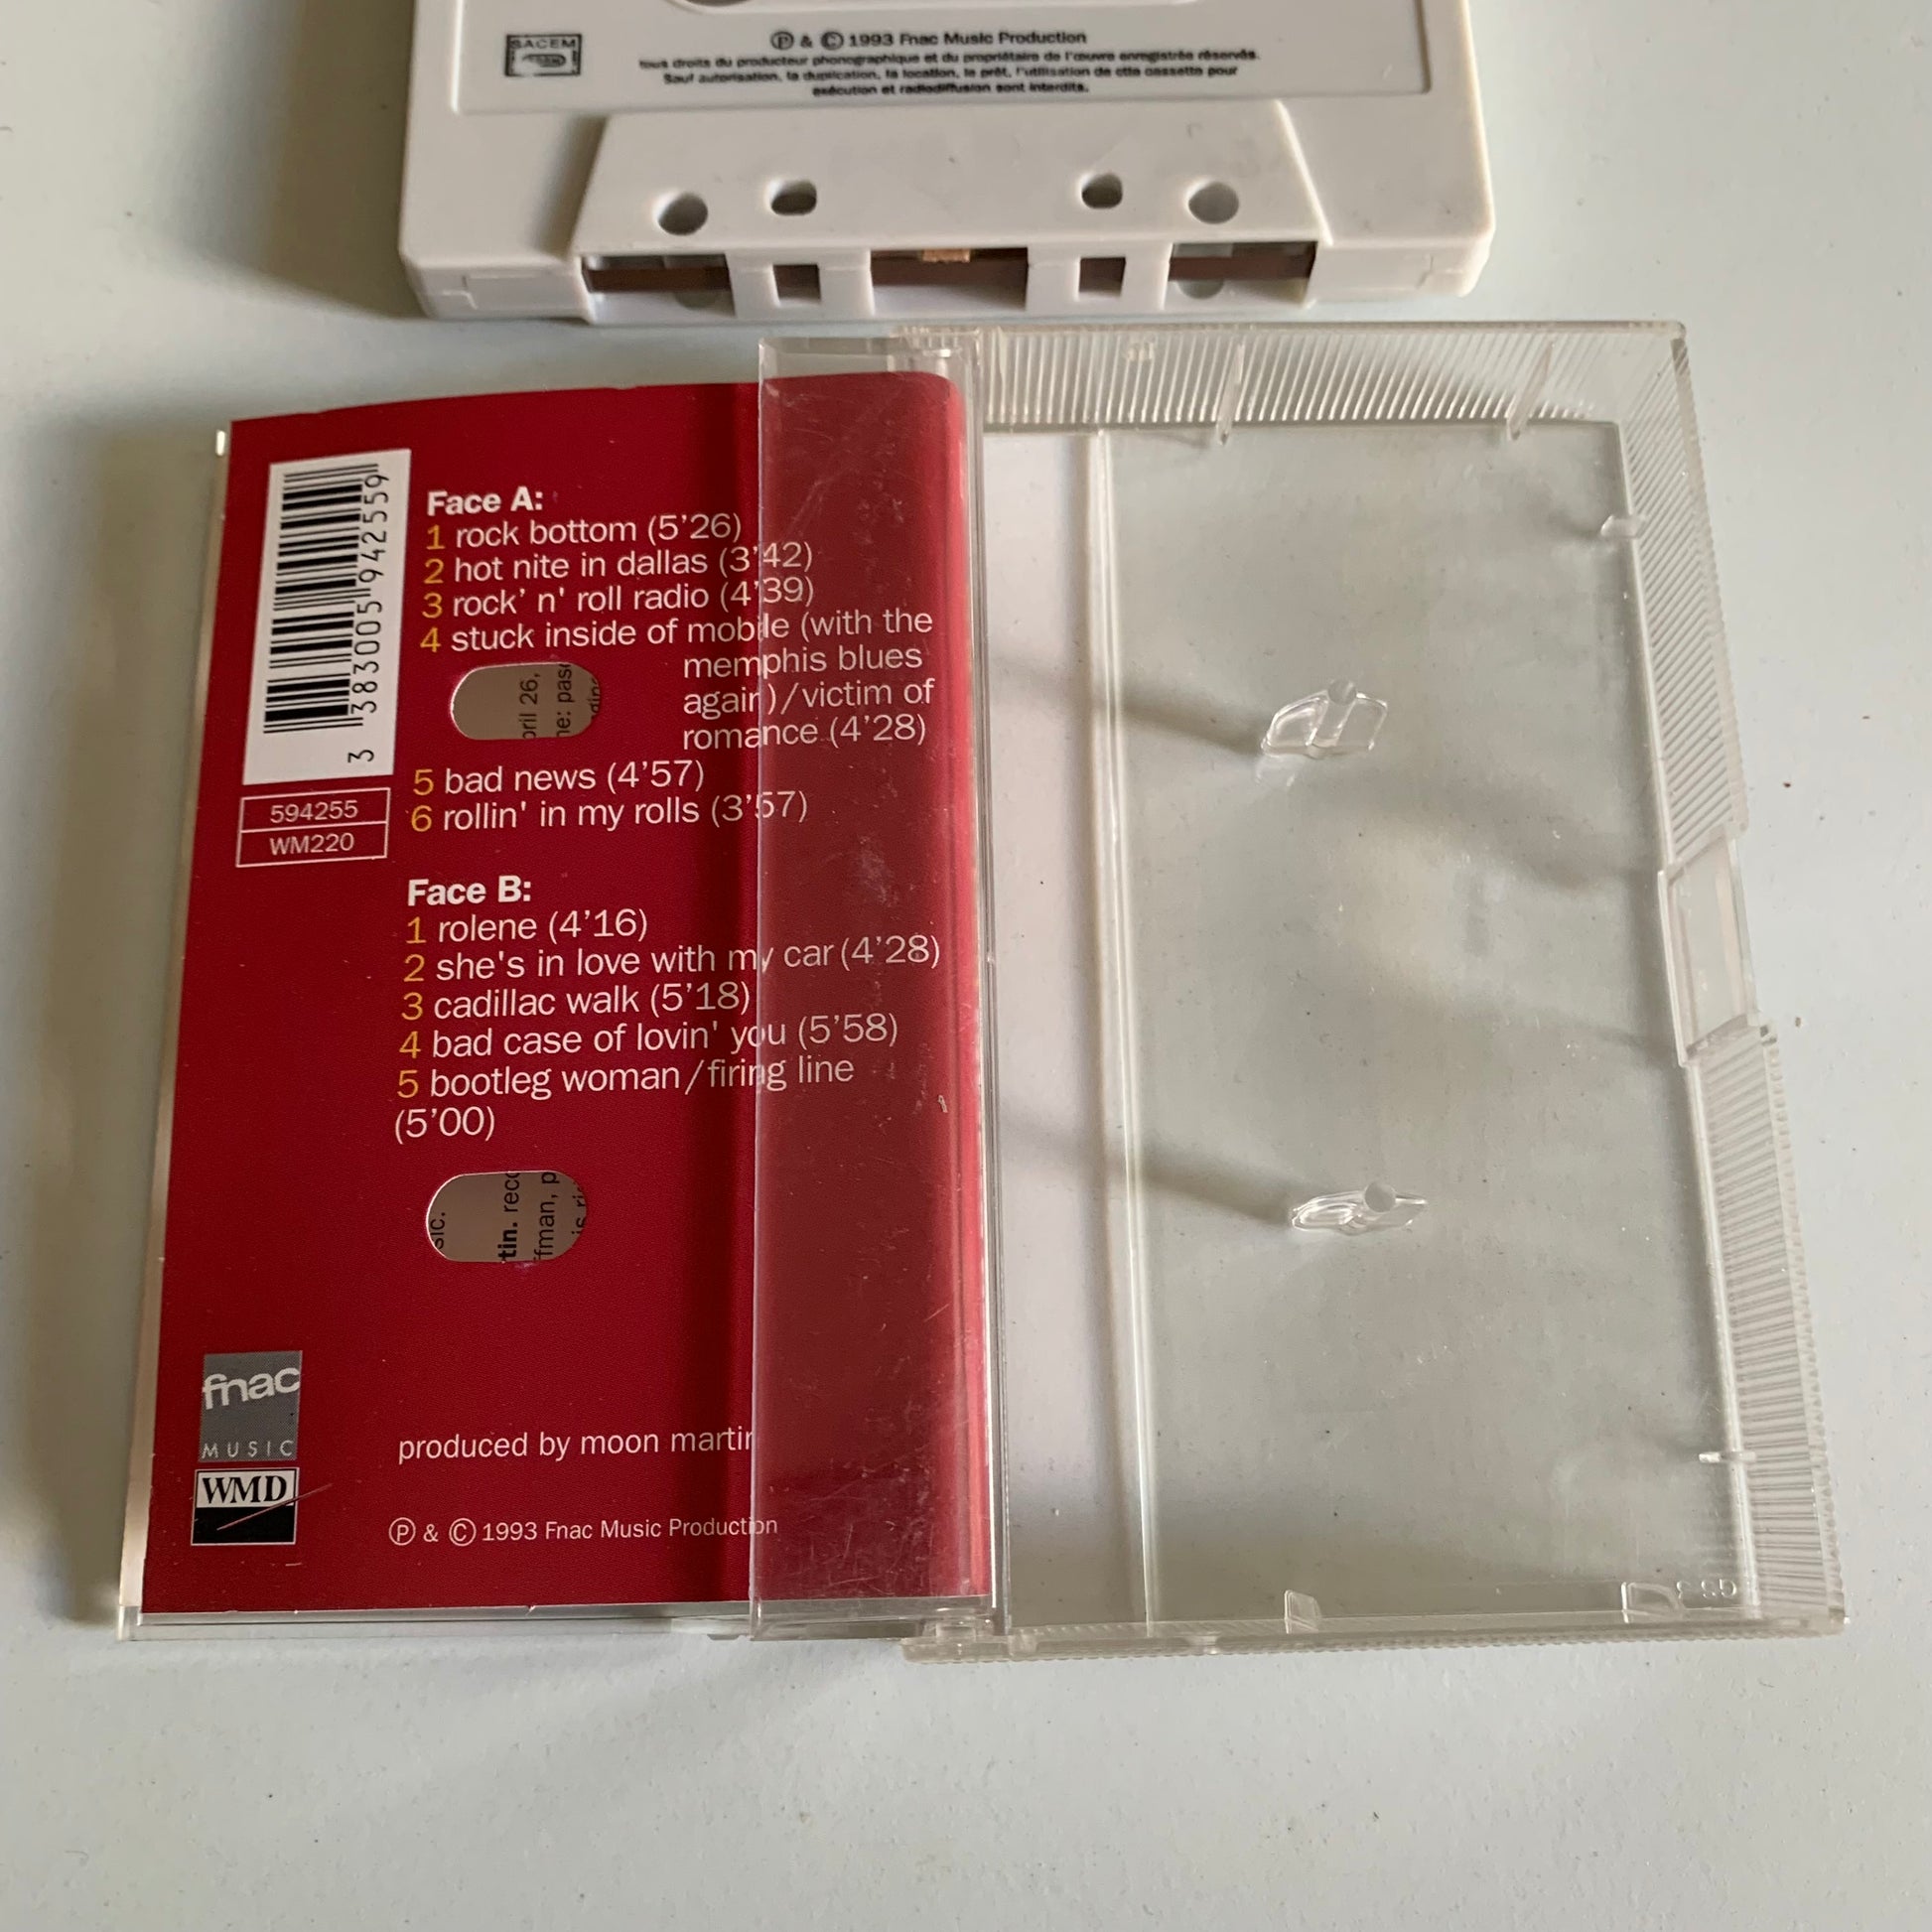 SACEM
Ⓟ & © 1993 Fnac Music Production
tous droits du producteur phonographique et du propriétaire de l'œuvre enregistrée réservés.
Sauf autorisation, la duplication, la location, le prêt, l'utilisation de ctte cassette pour
exécution et radiodiffusion sont interdits.
3 383005 942559
594255
WM220
Face A:
1 rock bottom (5'26)
2 hot nite in dallas (3'42)
3 rock' n' roll radio (4'39)
4 stuck inside of mobile (with the
memphis blues
again)/victim of
romance (4'28)
5 bad news (4'57)
6 rollin' in my rolls (3'57)
Face B:
1 rolene (4'16)
2 she's in love with my car (4'28)
3 cadillac walk (5'18)
4 bad case of lovin' you (5'58)
5 bootleg woman/firing line
(5'00)
fnac
MUSIC
WMD
produced by moon martin
Ⓟ & © 1993 Fnac Music Production